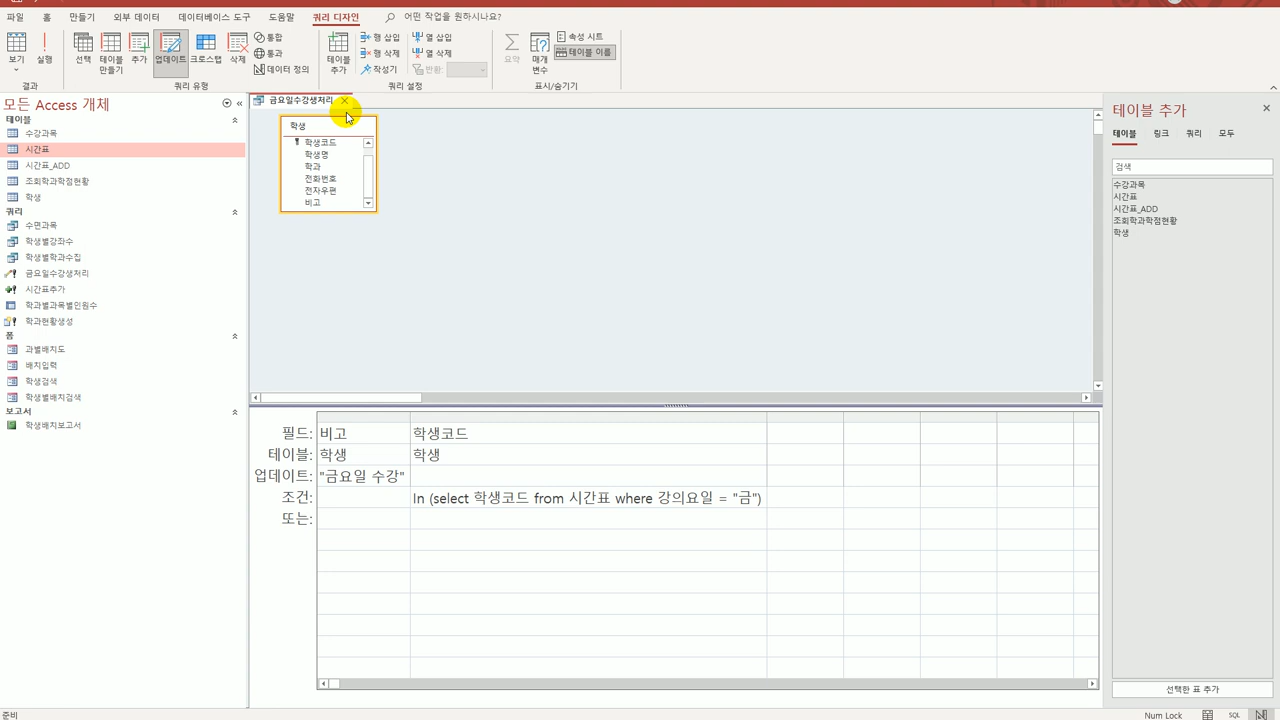 파일 홈 만들기 외부 데이터 데이터베이스 도구 도움말 쿼리 디자인 어떤 작업을 원하시나요?
보기 실행 선택 테이블 만들기 추가 업데이트 크로스탭 삭제 통합 통과 데이터 정의 테이블 추가 행 삽입 행 삭제 작성기 열 삽입 열 삭제 반환: 요약 매개 변수 속성 시트 테이블 이름
결과 쿼리 유형 쿼리 설정 표시/숨기기
모든 Access 개체
테이블
수강과목
시간표
시간표_ADD
조회학과학점현황
학생
쿼리
수면과목
학생별강좌수
학생별학과수집
금요일수강생처리
시간표추가
학과별과목별인원수
학과현황생성
폼
과별배치도
배치입력
학생검색
학생별배치검색
보고서
학생배치보고서
금요일수강생처리
학생
학생코드
학생명
학과
전화번호
전자우편
비고
필드: 비고 학생코드
테이블: 학생 학생
업데이트: "금요일 수강"
조건: In (select 학생코드 from 시간표 where 강의요일 = "금")
또는:
테이블 추가
테이블 링크 쿼리 모두
검색
수강과목
시간표
시간표_ADD
조회학과학점현황
학생
선택한 표 추가
준비 Num Lock SQL